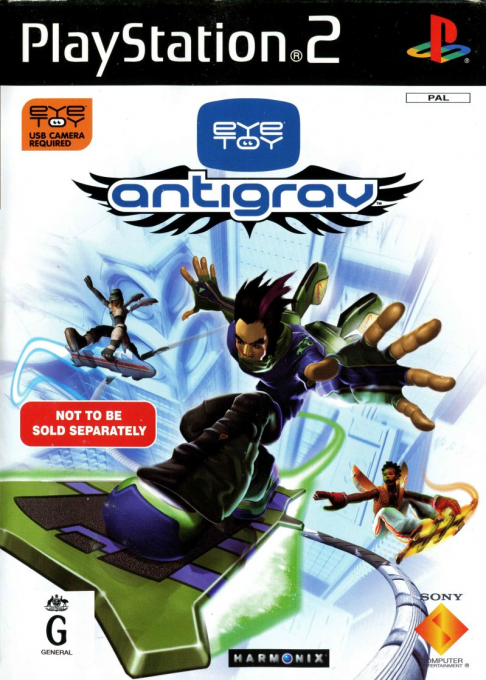 PlayStation®2
PAL
EYE
TOY
USB CAMERA
REQUIRED
EYE
TOY
antigrav™
NOT TO BE
SOLD SEPARATELY
G
GENERAL
HARMONIX®
SONY
COMPUTER
ENTERTAINMENT ®